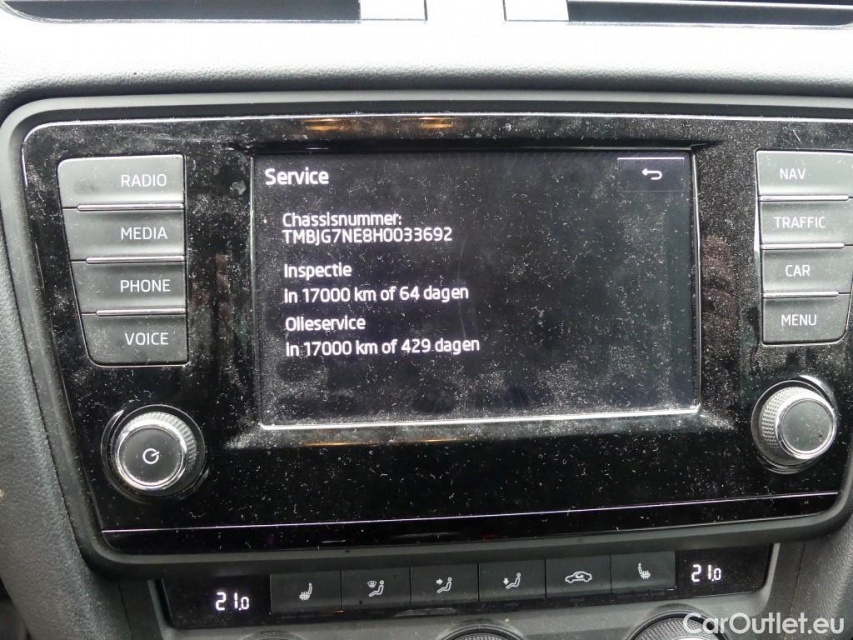 Service
Chassisnummer:
TMBJG7NE8H0033692
Inspectie
In 17000 km of 64 dagen
Olieservice
In 17000 km of 429 dagen
RADIO
MEDIA
PHONE
VOICE
NAV
TRAFFIC
CAR
MENU
21.0
21.0
CarOutlet.eu